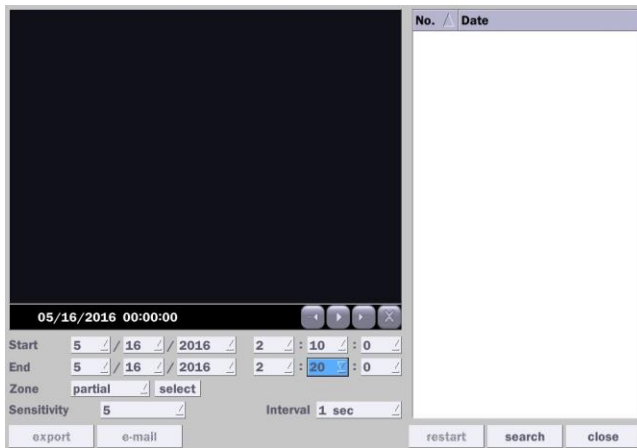 No. Date
05/16/2016 00:00:00
Start 5 / 16 / 2016 2 : 10 : 0
End 5 / 16 / 2016 2 : 20 : 0
Zone partial select
Sensitivity 5 Interval 1 sec
export e-mail restart search close